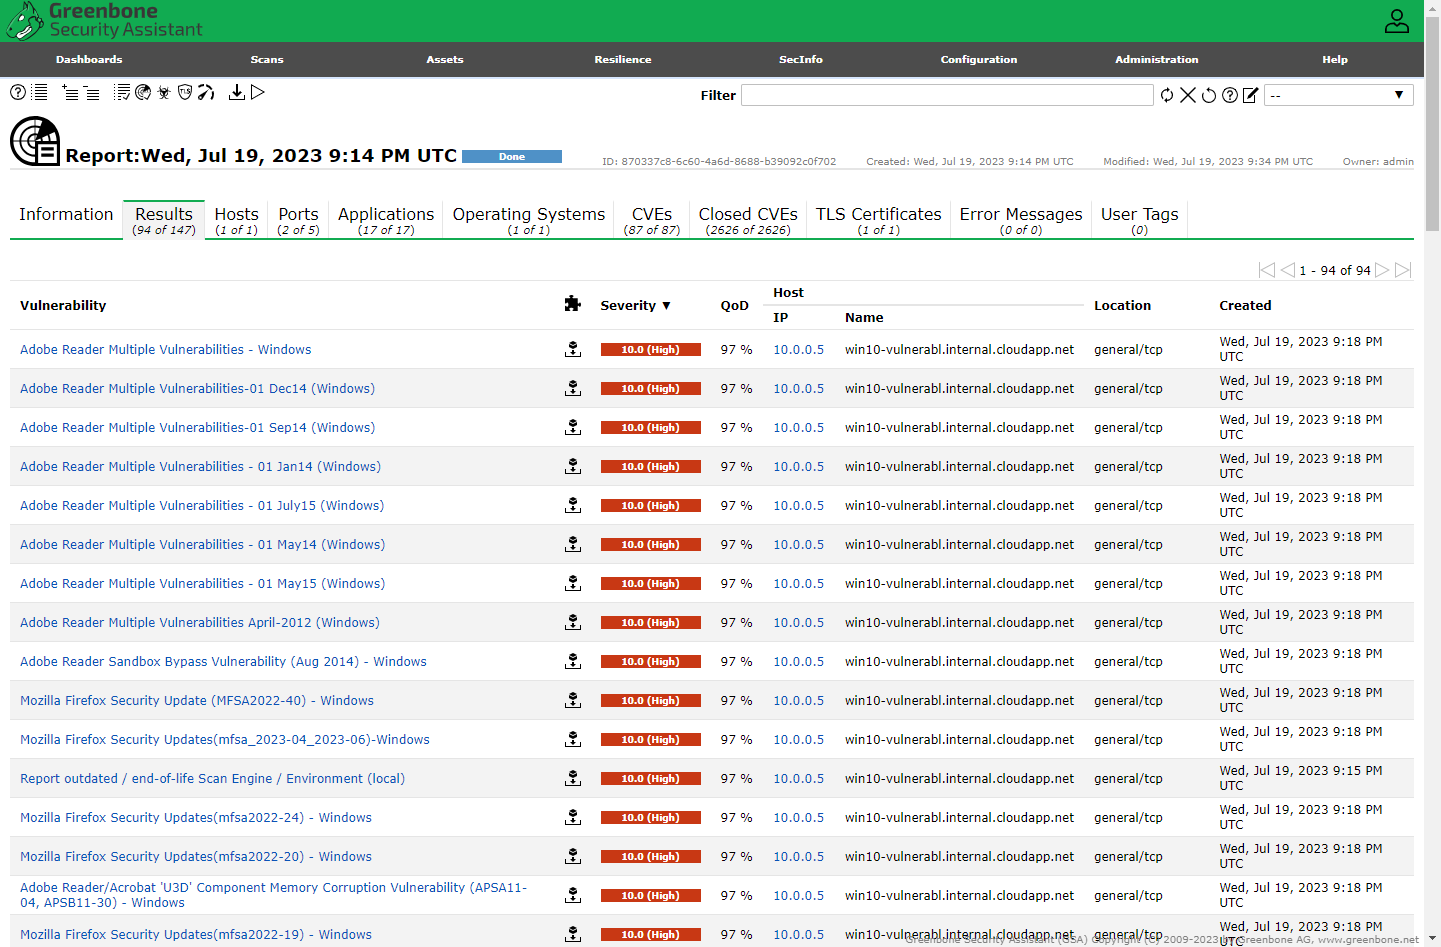 Greenbone
Security Assistant
Dashboards Scans Assets Resilience SecInfo Configuration Administration Help
Filter --
Report:Wed, Jul 19, 2023 9:14 PM UTC Done ID: 870337c8-6c60-4a6d-8688-b39092c0f702 Created: Wed, Jul 19, 2023 9:14 PM UTC Modified: Wed, Jul 19, 2023 9:34 PM UTC Owner: admin
Information Results Hosts Ports Applications Operating Systems CVEs Closed CVEs TLS Certificates Error Messages User Tags
(94 of 147) (1 of 1) (2 of 5) (17 of 17) (1 of 1) (87 of 87) (2626 of 2626) (1 of 1) (0 of 0) (0)
1 - 94 of 94
Vulnerability Severity ▼ QoD Host Location Created
IP Name
Adobe Reader Multiple Vulnerabilities - Windows 10.0 (High) 97 % 10.0.0.5 win10-vulnerabl.internal.cloudapp.net general/tcp Wed, Jul 19, 2023 9:18 PM
UTC
Adobe Reader Multiple Vulnerabilities-01 Dec14 (Windows) 10.0 (High) 97 % 10.0.0.5 win10-vulnerabl.internal.cloudapp.net general/tcp Wed, Jul 19, 2023 9:18 PM
UTC
Adobe Reader Multiple Vulnerabilities-01 Sep14 (Windows) 10.0 (High) 97 % 10.0.0.5 win10-vulnerabl.internal.cloudapp.net general/tcp Wed, Jul 19, 2023 9:18 PM
UTC
Adobe Reader Multiple Vulnerabilities - 01 Jan14 (Windows) 10.0 (High) 97 % 10.0.0.5 win10-vulnerabl.internal.cloudapp.net general/tcp Wed, Jul 19, 2023 9:18 PM
UTC
Adobe Reader Multiple Vulnerabilities - 01 July15 (Windows) 10.0 (High) 97 % 10.0.0.5 win10-vulnerabl.internal.cloudapp.net general/tcp Wed, Jul 19, 2023 9:18 PM
UTC
Adobe Reader Multiple Vulnerabilities - 01 May14 (Windows) 10.0 (High) 97 % 10.0.0.5 win10-vulnerabl.internal.cloudapp.net general/tcp Wed, Jul 19, 2023 9:18 PM
UTC
Adobe Reader Multiple Vulnerabilities - 01 May15 (Windows) 10.0 (High) 97 % 10.0.0.5 win10-vulnerabl.internal.cloudapp.net general/tcp Wed, Jul 19, 2023 9:18 PM
UTC
Adobe Reader Multiple Vulnerabilities April-2012 (Windows) 10.0 (High) 97 % 10.0.0.5 win10-vulnerabl.internal.cloudapp.net general/tcp Wed, Jul 19, 2023 9:18 PM
UTC
Adobe Reader Sandbox Bypass Vulnerability (Aug 2014) - Windows 10.0 (High) 97 % 10.0.0.5 win10-vulnerabl.internal.cloudapp.net general/tcp Wed, Jul 19, 2023 9:18 PM
UTC
Mozilla Firefox Security Update (MFSA2022-40) - Windows 10.0 (High) 97 % 10.0.0.5 win10-vulnerabl.internal.cloudapp.net general/tcp Wed, Jul 19, 2023 9:18 PM
UTC
Mozilla Firefox Security Updates(mfsa_2023-04_2023-06)-Windows 10.0 (High) 97 % 10.0.0.5 win10-vulnerabl.internal.cloudapp.net general/tcp Wed, Jul 19, 2023 9:18 PM
UTC
Report outdated / end-of-life Scan Engine / Environment (local) 10.0 (High) 97 % 10.0.0.5 win10-vulnerabl.internal.cloudapp.net general/tcp Wed, Jul 19, 2023 9:15 PM
UTC
Mozilla Firefox Security Updates(mfsa2022-24) - Windows 10.0 (High) 97 % 10.0.0.5 win10-vulnerabl.internal.cloudapp.net general/tcp Wed, Jul 19, 2023 9:18 PM
UTC
Mozilla Firefox Security Updates(mfsa2022-20) - Windows 10.0 (High) 97 % 10.0.0.5 win10-vulnerabl.internal.cloudapp.net general/tcp Wed, Jul 19, 2023 9:18 PM
UTC
Adobe Reader/Acrobat 'U3D' Component Memory Corruption Vulnerability (APSA11- 10.0 (High) 97 % 10.0.0.5 win10-vulnerabl.internal.cloudapp.net general/tcp Wed, Jul 19, 2023 9:18 PM
04, APSB11-30) - Windows UTC
Mozilla Firefox Security Updates(mfsa2022-19) - Windows 10.0 (High) 97 % 10.0.0.5 win10-vulnerabl.internal.cloudapp.net general/tcp Wed, Jul 19, 2023 9:18 PM
UTC
Greenbone Security Assistant (GSA) Copyright (C) 2009-2023 by Greenbone AG, www.greenbone.net